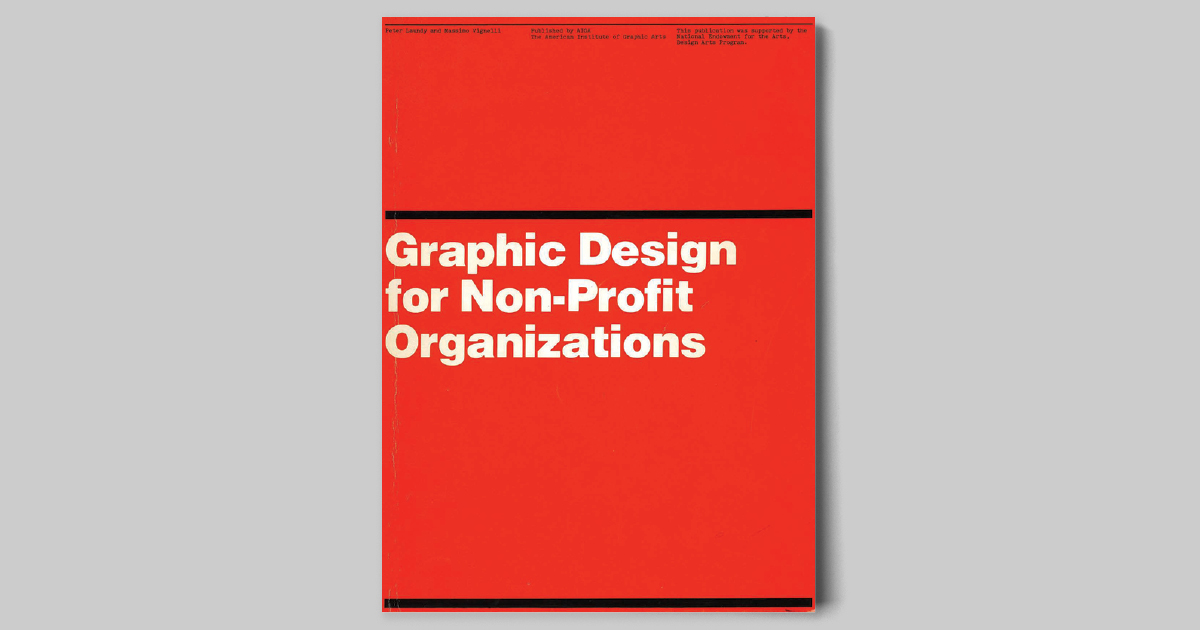 Peter Laundy and Massimo Vignelli
Published by AIGA
The American Institute of Graphic Arts
This publication was supported by the
National Endowment for the Arts,
Design Arts Program.
Graphic Design
for Non-Profit
Organizations